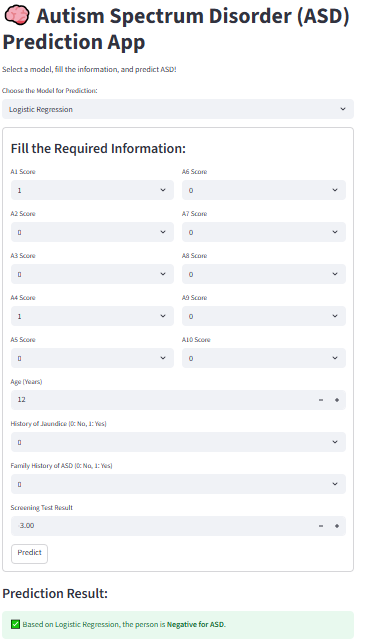 Autism Spectrum Disorder (ASD)
Prediction App
Select a model, fill the information, and predict ASD!
Choose the Model for Prediction:
Logistic Regression
Fill the Required Information:
A1 Score
A6 Score
1
0
A2 Score
A7 Score
0
0
A3 Score
A8 Score
0
0
A4 Score
A9 Score
1
0
A5 Score
A10 Score
0
0
Age (Years)
12
History of Jaundice (0: No, 1: Yes)
0
Family History of ASD (0: No, 1: Yes)
0
Screening Test Result
3.00
Predict
Prediction Result:
Based on Logistic Regression, the person is Negative for ASD.